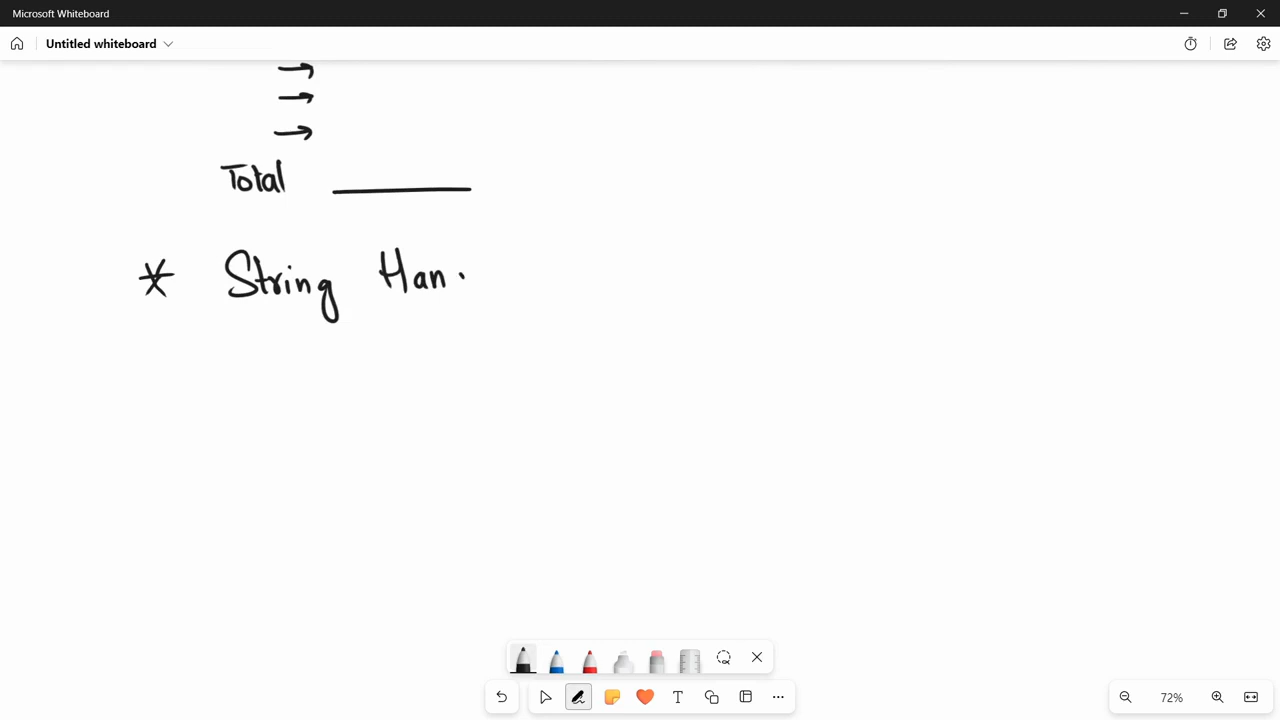 Microsoft Whiteboard
Untitled whiteboard
→
→
→
Total
* String Han
72%